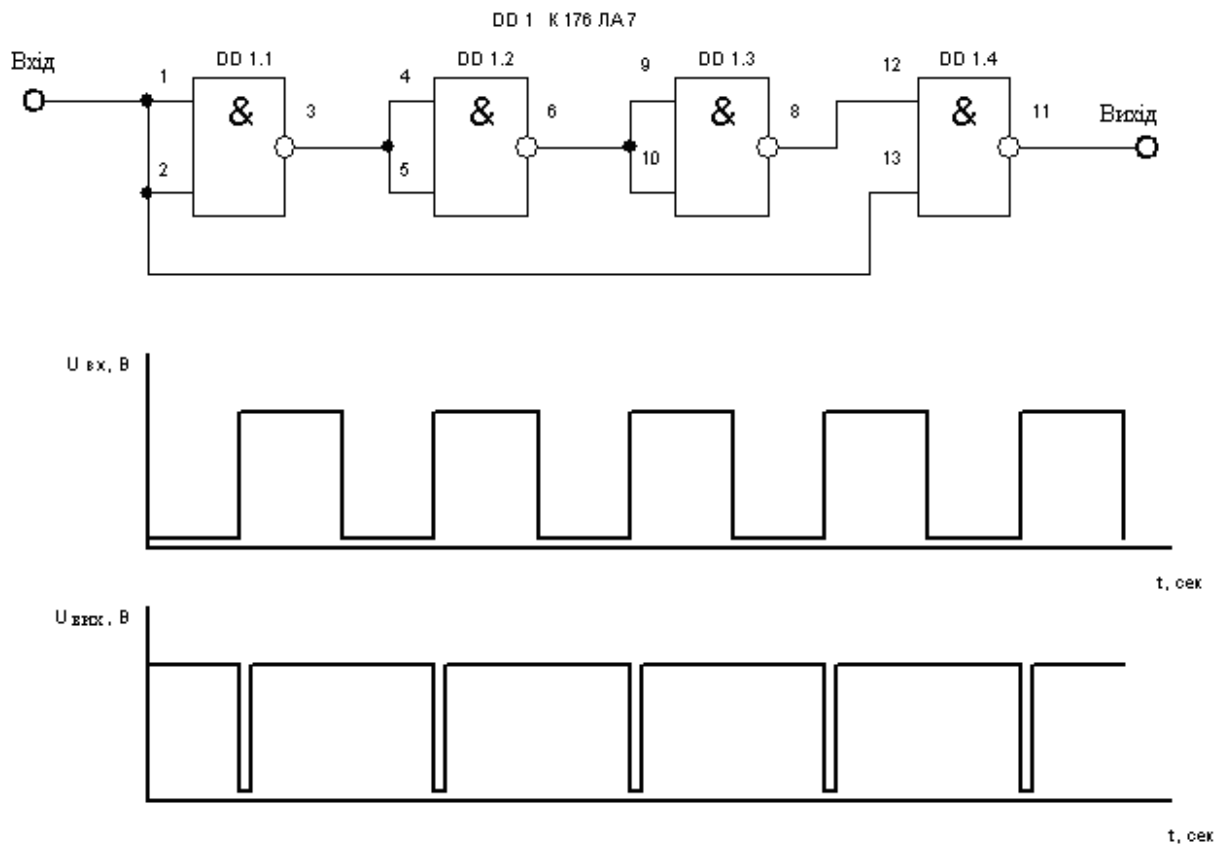 DD 1 К 176 ЛА 7
Вхід
1
DD 1.1
4
DD 1.2
9
DD 1.3
12
DD 1.4
&
3
&
6
&
8
&
11
Вихід
2
5
10
13
U вх, В
t, сек
U вих, В
t, сек